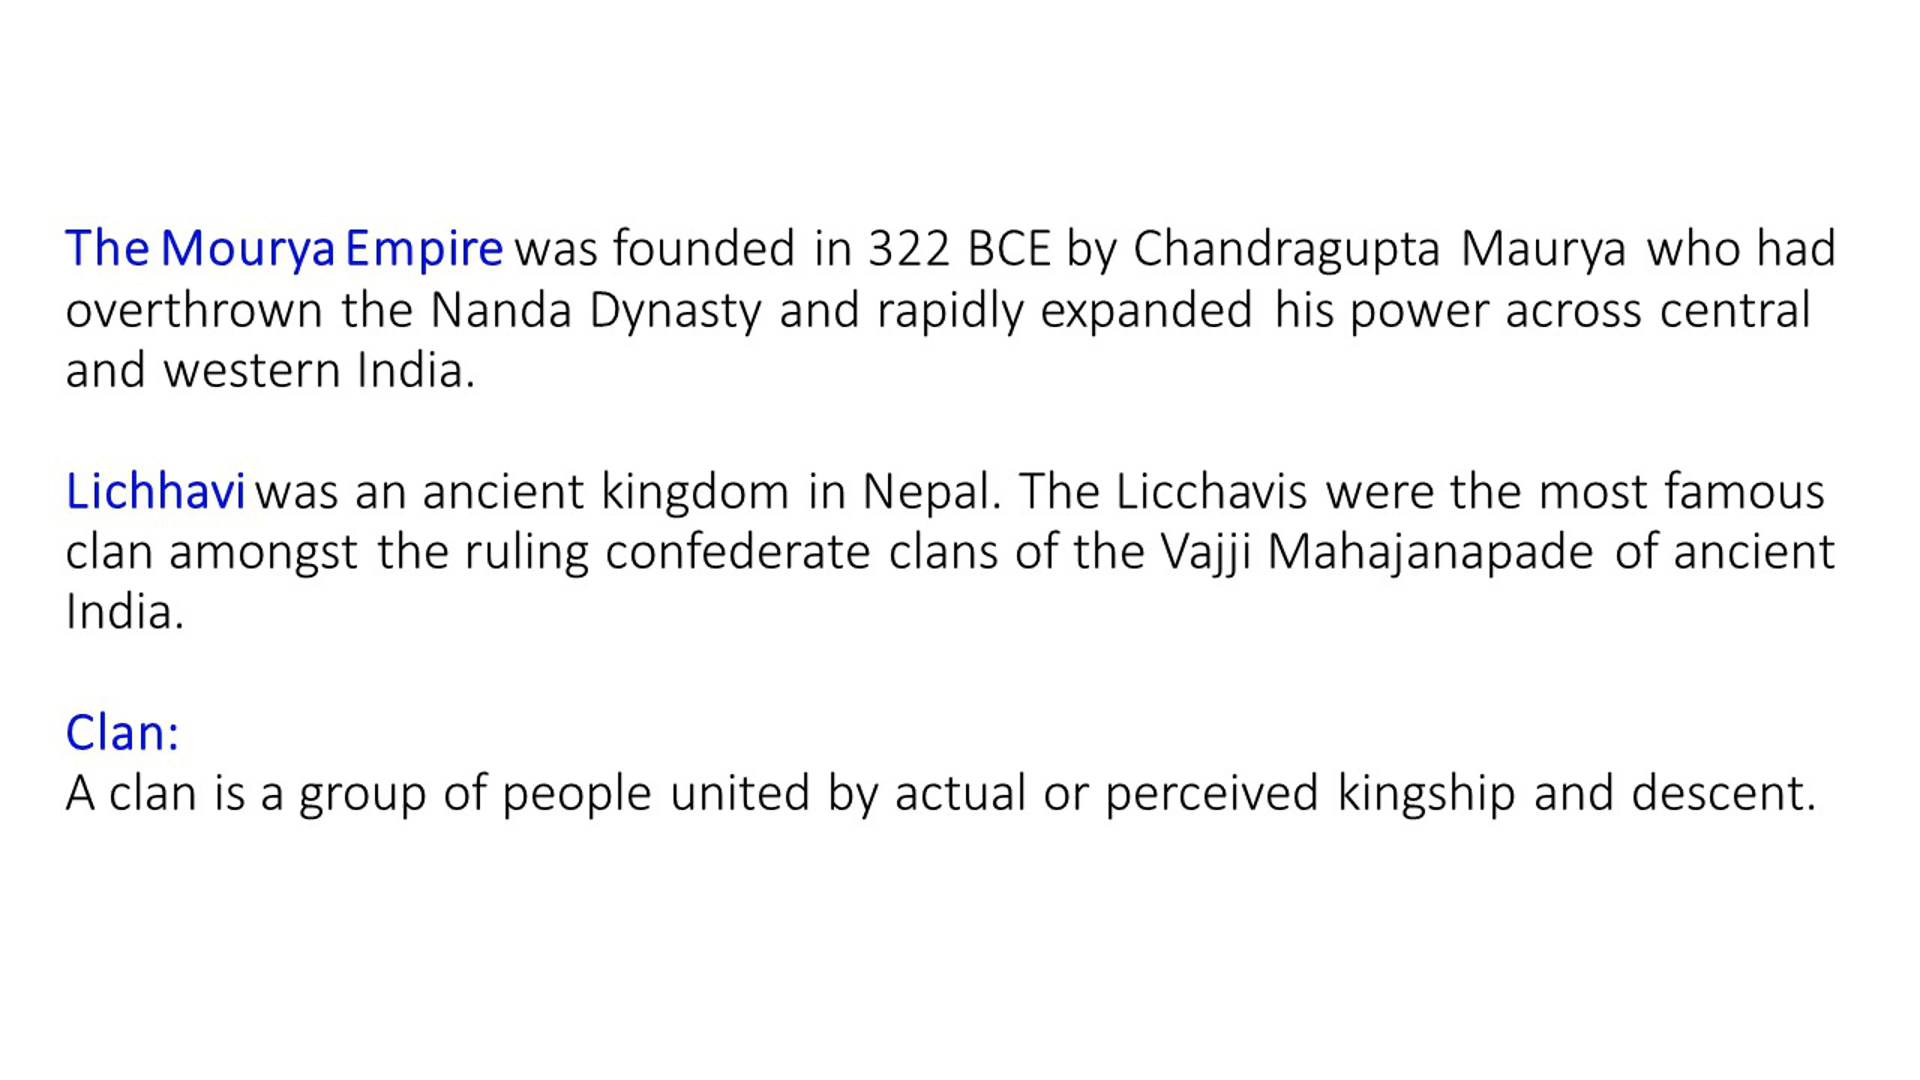 The Mourya Empire was founded in 322 BCE by Chandragupta Maurya who had
overthrown the Nanda Dynasty and rapidly expanded his power across central
and western India.
Lichhavi was an ancient kingdom in Nepal. The Licchavis were the most famous
clan amongst the ruling confederate clans of the Vajji Mahajanapade of ancient
India.
Clan:
A clan is a group of people united by actual or perceived kingship and descent.